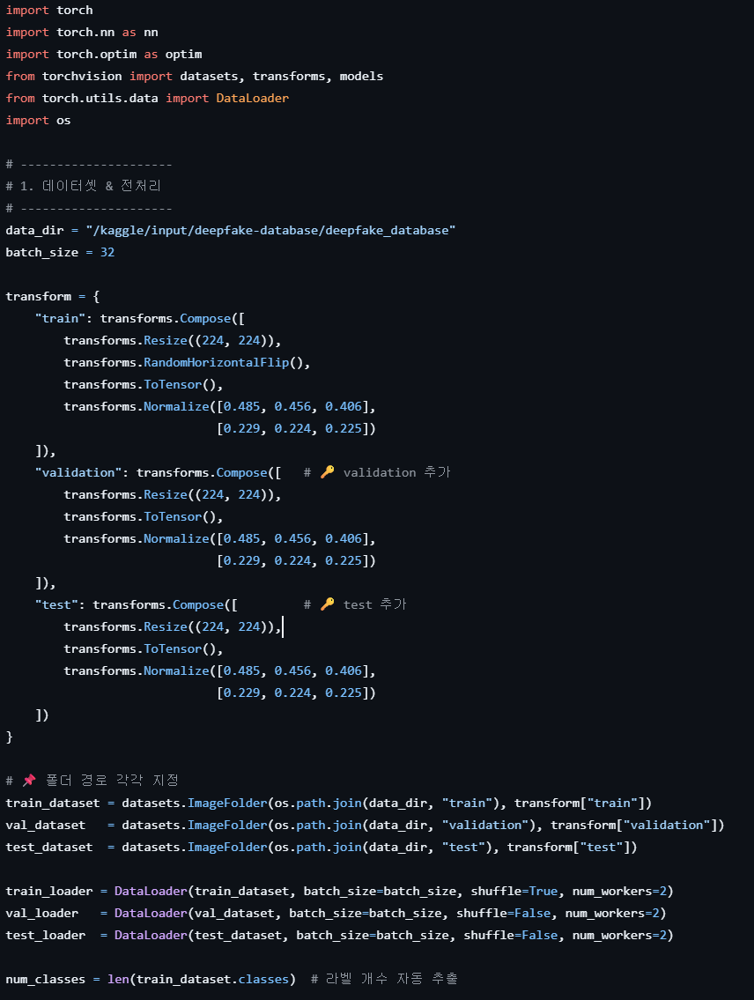 import torch
import torch.nn as nn
import torch.optim as optim
from torchvision import datasets, transforms, models
from torch.utils.data import DataLoader
import os

# ---------------------
# 1. 데이터셋 & 전처리
# ---------------------
data_dir = "/kaggle/input/deepfake-database/deepfake_database"
batch_size = 32

transform = {
    "train": transforms.Compose([
        transforms.Resize((224, 224)),
        transforms.RandomHorizontalFlip(),
        transforms.ToTensor(),
        transforms.Normalize([0.485, 0.456, 0.406],
                             [0.229, 0.224, 0.225])
    ]),
    "validation": transforms.Compose([   # 🔑 validation 추가
        transforms.Resize((224, 224)),
        transforms.ToTensor(),
        transforms.Normalize([0.485, 0.456, 0.406],
                             [0.229, 0.224, 0.225])
    ]),
    "test": transforms.Compose([         # 🔑 test 추가
        transforms.Resize((224, 224)),
        transforms.ToTensor(),
        transforms.Normalize([0.485, 0.456, 0.406],
                             [0.229, 0.224, 0.225])
    ])
}

# 📌 폴더 경로 각각 지정
train_dataset = datasets.ImageFolder(os.path.join(data_dir, "train"), transform["train"])
val_dataset   = datasets.ImageFolder(os.path.join(data_dir, "validation"), transform["validation"])
test_dataset  = datasets.ImageFolder(os.path.join(data_dir, "test"), transform["test"])

train_loader = DataLoader(train_dataset, batch_size=batch_size, shuffle=True, num_workers=2)
val_loader   = DataLoader(val_dataset, batch_size=batch_size, shuffle=False, num_workers=2)
test_loader  = DataLoader(test_dataset, batch_size=batch_size, shuffle=False, num_workers=2)

num_classes = len(train_dataset.classes)  # 라벨 개수 자동 추출